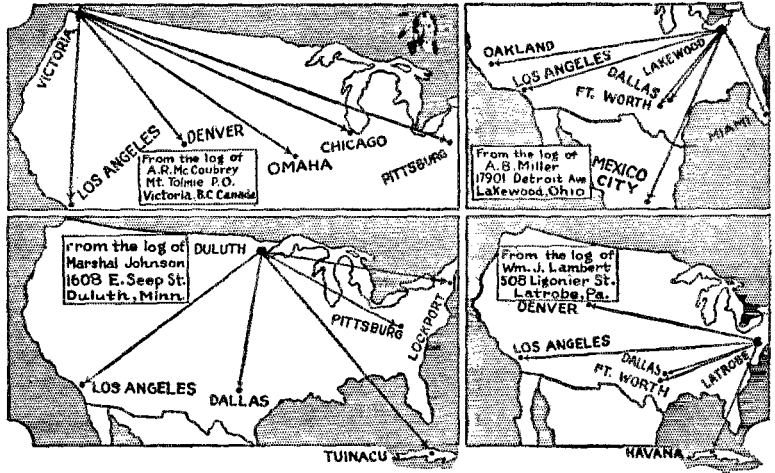 VICTORIA
LOS ANGELES
DENVER
OMAHA
CHICAGO
PITTSBURG
From the log of
A.R. McCoubrey
Mt. Tolmie P.O.
Victoria, B.C. Canada
OAKLAND
LOS ANGELES
DALLAS
FT. WORTH
LAKEWOOD
MIAMI
MEXICO
CITY
From the log of
A.B. Miller
17901 Detroit Ave
Lakewood, Ohio
From the log of
Marshal Johnson
1608 E. Seep St.
Duluth, Minn.
DULUTH
PITTSBURG
LOCKPORT
LOS ANGELES
DALLAS
TUINACU
From the log of
Wm. J. Lambert
508 Ligonier St.
Latrobe, Pa.
DENVER
LOS ANGELES
DALLAS
FT. WORTH
LATROBE
HAVANA